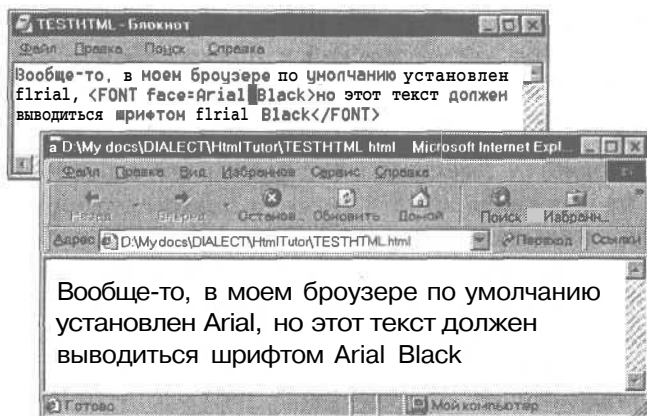 TESTHTML - Блокнот
Файл Правка Поиск Справка
Вообще-то, в моем броузере по умолчанию установлен
flrial, <FONT face=Arial Black>но этот текст должен
выводиться шрифтом flrial Black</FONT>
a D:\My docs\DIALECT\HtmlTutor\TESTHTML html Microsoft Internet Expl...
Файл Правка Вид Избранное Сервис Справка
Назад Вперед Останов... Обновить Домой Поиск Избранн... »
Адрес D:\My docs\DIALECT\HtmlTutor\TESTHTML.html Переход Ссылки
Вообще-то, в моем броузере по умолчанию
установлен Arial, но этот текст должен
выводиться шрифтом Arial Black
Готово Мой компьютер